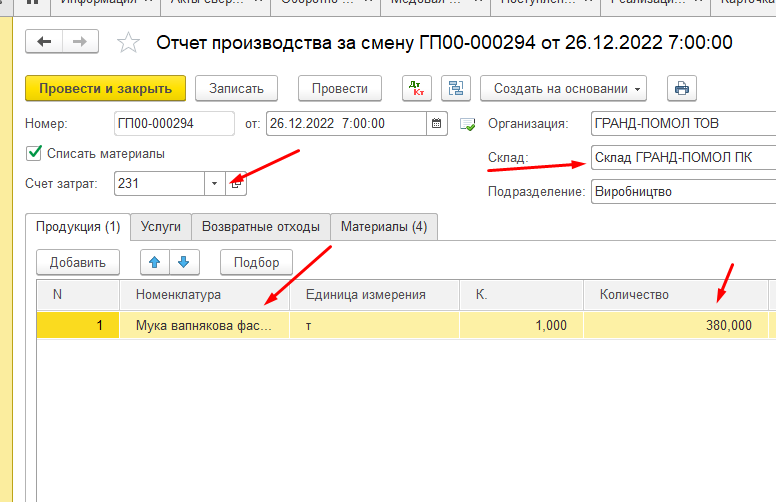 Информация
Акты свер...
Оборотно-...
Медовая ...
Поступлен...
Реализаци...
Карточка
Отчет производства за смену ГП00-000294 от 26.12.2022 7:00:00
Провести и закрыть Записать Провести Дт Кт Создать на основании
Номер: ГП00-000294 от: 26.12.2022 7:00:00 Организация: ГРАНД-ПОМОЛ ТОВ
Списать материалы Склад: Склад ГРАНД-ПОМОЛ ПК
Счет затрат: 231 Подразделение: Виробництво
Продукция (1) Услуги Возвратные отходы Материалы (4)
Добавить Подбор
N Номенклатура Единица измерения К. Количество
1 Мука вапнякова фас... т 1,000 380,000